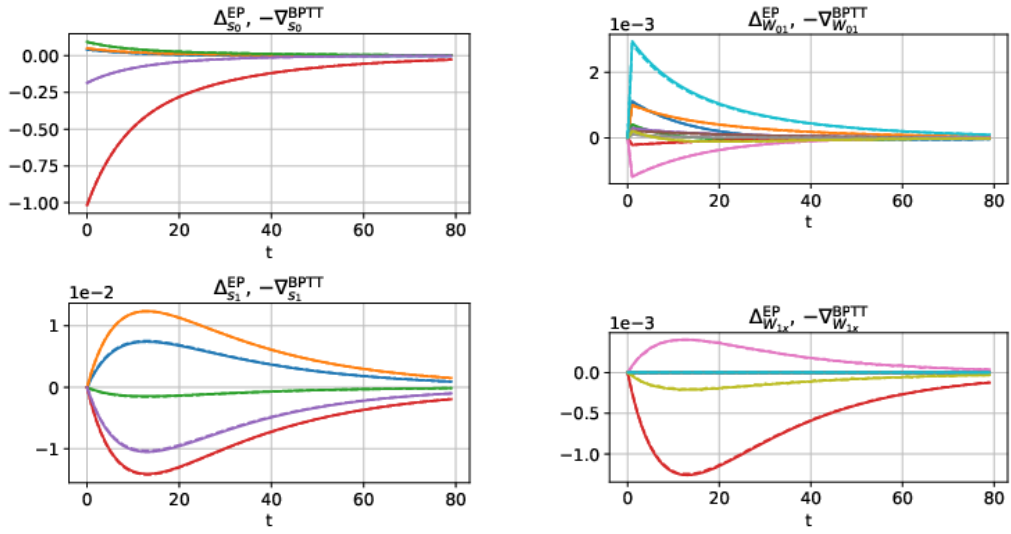 Δ^EP_{s_0}, −∇^BPTT_{s_0}
0.00
−0.25
−0.50
−0.75
−1.00
0 20 40 60 80
t
Δ^EP_{W_{01}}, −∇^BPTT_{W_{01}}
1e−3
2
0
0 20 40 60 80
t
Δ^EP_{s_1}, −∇^BPTT_{s_1}
1e−2
1
0
−1
0 20 40 60 80
t
Δ^EP_{W_{1x}}, −∇^BPTT_{W_{1x}}
1e−3
0.0
−0.5
−1.0
0 20 40 60 80
t